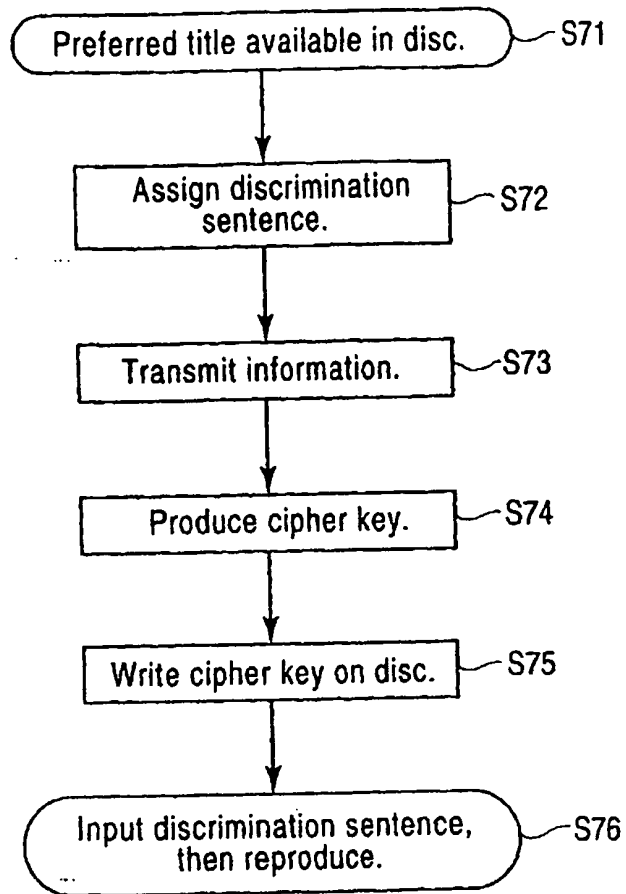 Preferred title available in disc.
S71
Assign discrimination
sentence.
S72
Transmit information.
S73
Produce cipher key.
S74
Write cipher key on disc.
S75
Input discrimination sentence,
then reproduce.
S76